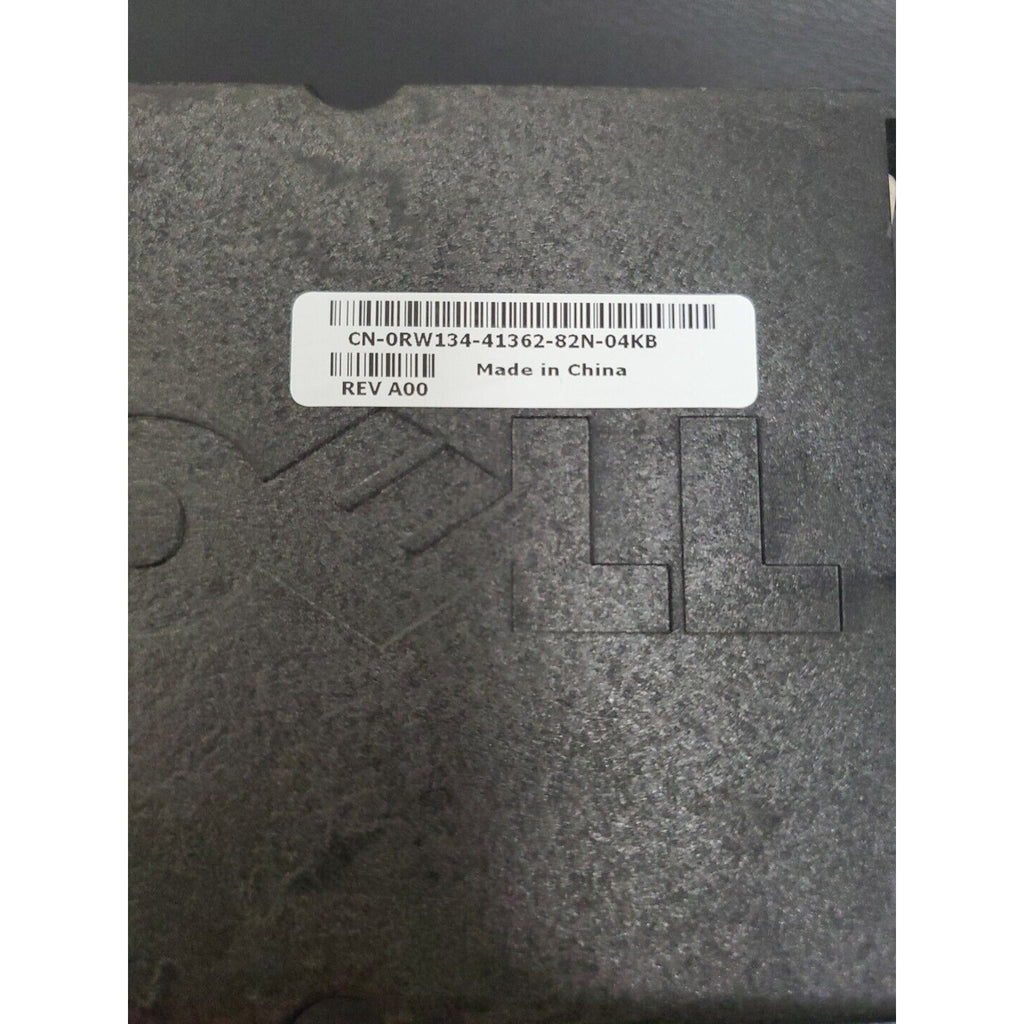 CN-0RW134-41362-82N-04KB
Made in China
REV A00
DELL